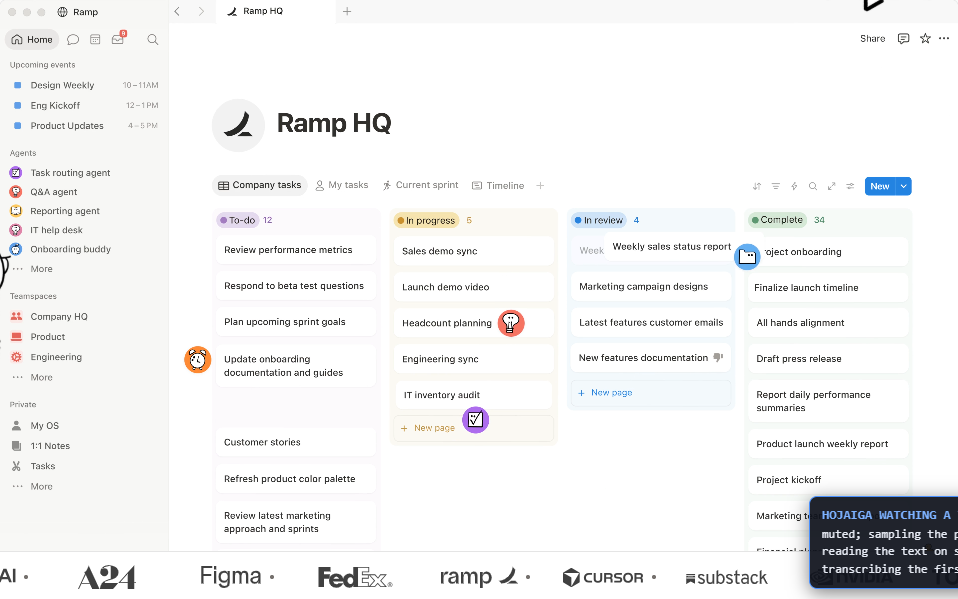 Ramp
Ramp HQ
Home
9
Share
Upcoming events
Design Weekly 10–11AM
Eng Kickoff 12–1 PM
Product Updates 4–5 PM
Agents
Task routing agent
Q&A agent
Reporting agent
IT help desk
Onboarding buddy
More
Teamspaces
Company HQ
Product
Engineering
More
Private
My OS
1:1 Notes
Tasks
More
Ramp HQ
Company tasks
My tasks
Current sprint
Timeline
New
To-do 12
Review performance metrics
Respond to beta test questions
Plan upcoming sprint goals
Update onboarding
documentation and guides
Customer stories
Refresh product color palette
Review latest marketing
approach and sprints
In progress 5
Sales demo sync
Launch demo video
Headcount planning
Engineering sync
IT inventory audit
New page
In review 4
Week
Weekly sales status report
Marketing campaign designs
Latest features customer emails
New features documentation
New page
Complete 34
roject onboarding
Finalize launch timeline
All hands alignment
Draft press release
Report daily performance
summaries
Product launch weekly report
Project kickoff
Marketing
HOJAIGA WATCHING A
muted; sampling the p
reading the text on s
transcribing the firs
AI
A24
Figma
FedEx
ramp
CURSOR
substack
NVIDIA